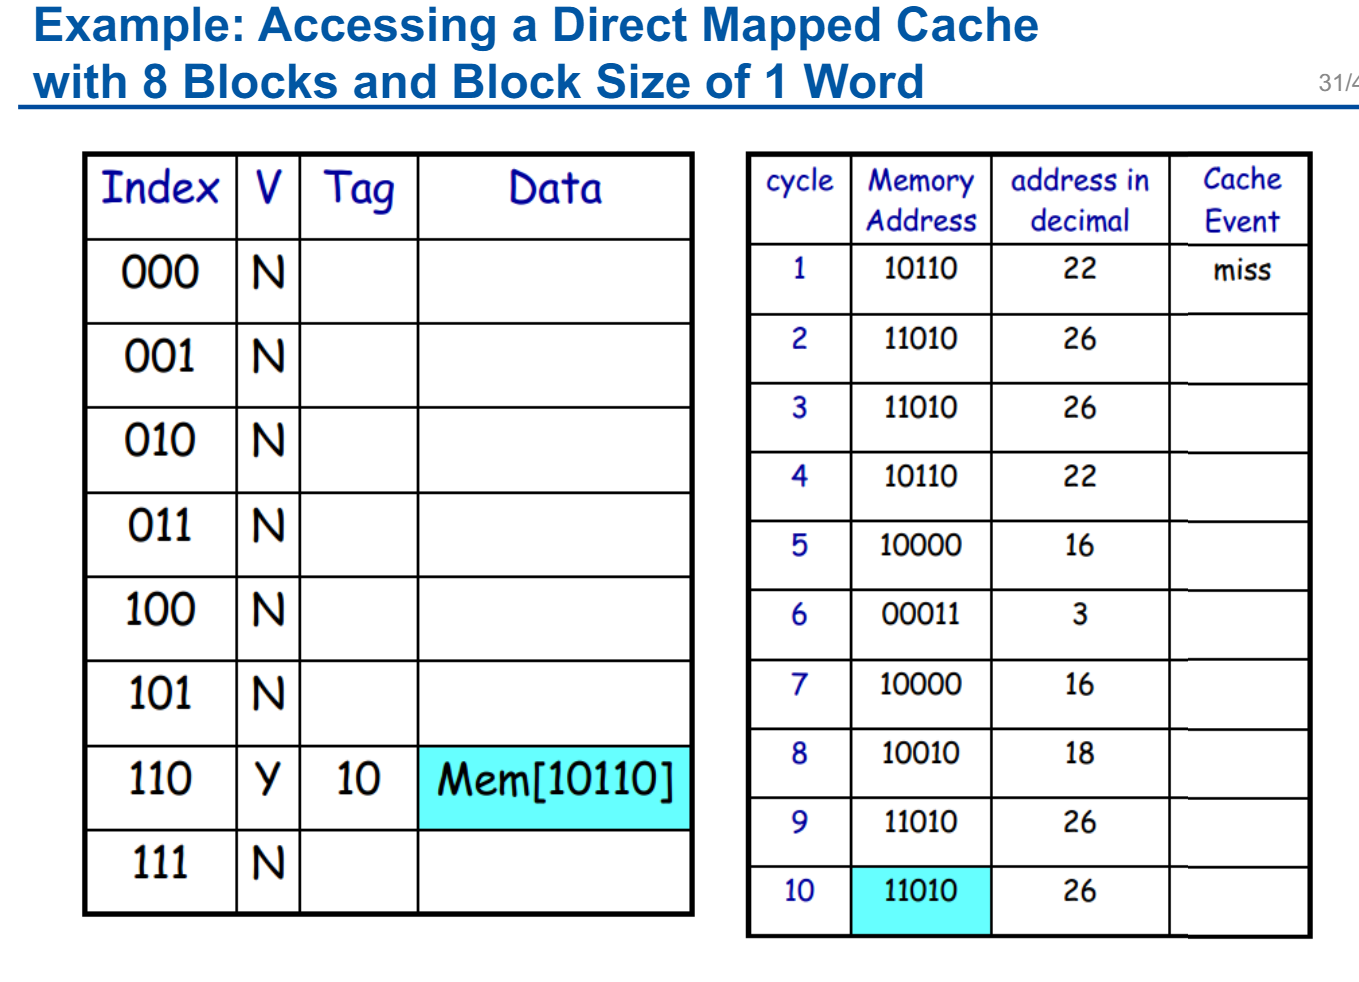 Example: Accessing a Direct Mapped Cache
with 8 Blocks and Block Size of 1 Word
31/4
Index V Tag Data
000 N
001 N
010 N
011 N
100 N
101 N
110 Y 10 Mem[10110]
111 N
cycle Memory Address address in decimal Cache Event
1 10110 22 miss
2 11010 26
3 11010 26
4 10110 22
5 10000 16
6 00011 3
7 10000 16
8 10010 18
9 11010 26
10 11010 26